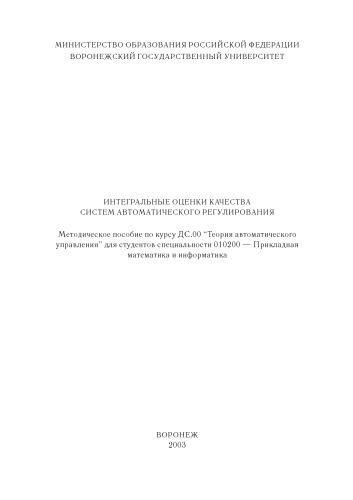 МИНИСТЕРСТВО ОБРАЗОВАНИЯ РОССИЙСКОЙ ФЕДЕРАЦИИ
ВОРОНЕЖСКИЙ ГОСУДАРСТВЕННЫЙ УНИВЕРСИТЕТ
ИНТЕГРАЛЬНЫЕ ОЦЕНКИ КАЧЕСТВА
СИСТЕМ АВТОМАТИЧЕСКОГО РЕГУЛИРОВАНИЯ
Методическое пособие по курсу ДС.00 “Теория автоматического
управления” для студентов специальности 010200 — Прикладная
математика и информатика
ВОРОНЕЖ
2003